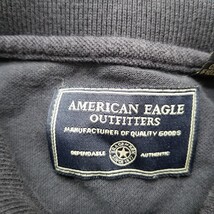 AMERICAN EAGLE
OUTFITTERS
MANUFACTURER OF QUALITY GOODS
DEPENDABLE AUTHENTIC